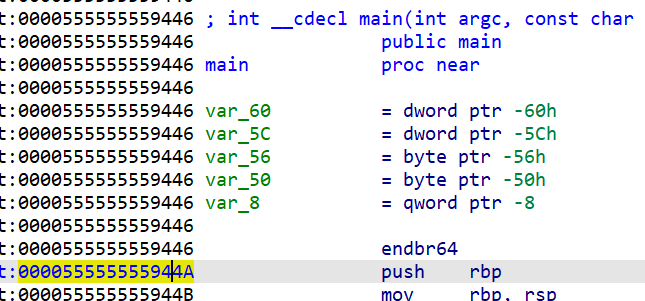 t:0000555555559446 ; int __cdecl main(int argc, const char
t:0000555555559446 public main
t:0000555555559446 main proc near
t:0000555555559446
t:0000555555559446 var_60 = dword ptr -60h
t:0000555555559446 var_5C = dword ptr -5Ch
t:0000555555559446 var_56 = byte ptr -56h
t:0000555555559446 var_50 = byte ptr -50h
t:0000555555559446 var_8 = qword ptr -8
t:0000555555559446
t:0000555555559446 endbr64
t:000055555555944A push rbp
t:000055555555944B mov rbp, rsp